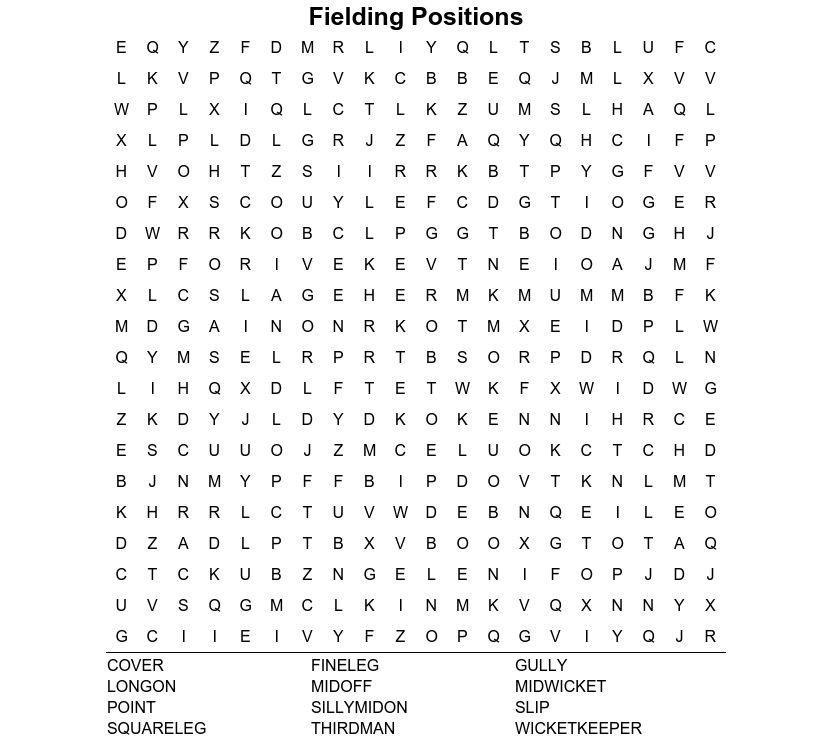 Fielding Positions
E Q Y Z F D M R L I Y Q L T S B L U F C
L K V P Q T G V K C B B E Q J M L X V V
W P L X I Q L C T L K Z U M S L H A Q L
X L P L D L G R J Z F A Q Y Q H C I F P
H V O H T Z S I I R R K B T P Y G F V V
O F X S C O U Y L E F C D G T I O G E R
D W R R K O B C L P G G T B O D N G H J
E P F O R I V E K E V T N E I O A J M F
X L C S L A G E H E R M K M U M M B F K
M D G A I N O N R K O T M X E I D P L W
Q Y M S E L R P R T B S O R P D R Q L N
L I H Q X D L F T E T W K F X W I D W G
Z K D Y J L D Y D K O K E N N I H R C E
E S C U U O J Z M C E L U O K C T C H D
B J N M Y P F F B I P D O V T K N L M T
K H R R L C T U V W D E B N Q E I L E O
D Z A D L P T B X V B O O X G T O T A Q
C T C K U B Z N G E L E N I F O P J D J
U V S Q G M C L K I N M K V Q X N N Y X
G C I I E I V Y F Z O P Q G V I Y Q J R
COVER FINELEG GULLY
LONGON MIDOFF MIDWICKET
POINT SILLYMIDON SLIP
SQUARELEG THIRDMAN WICKETKEEPER